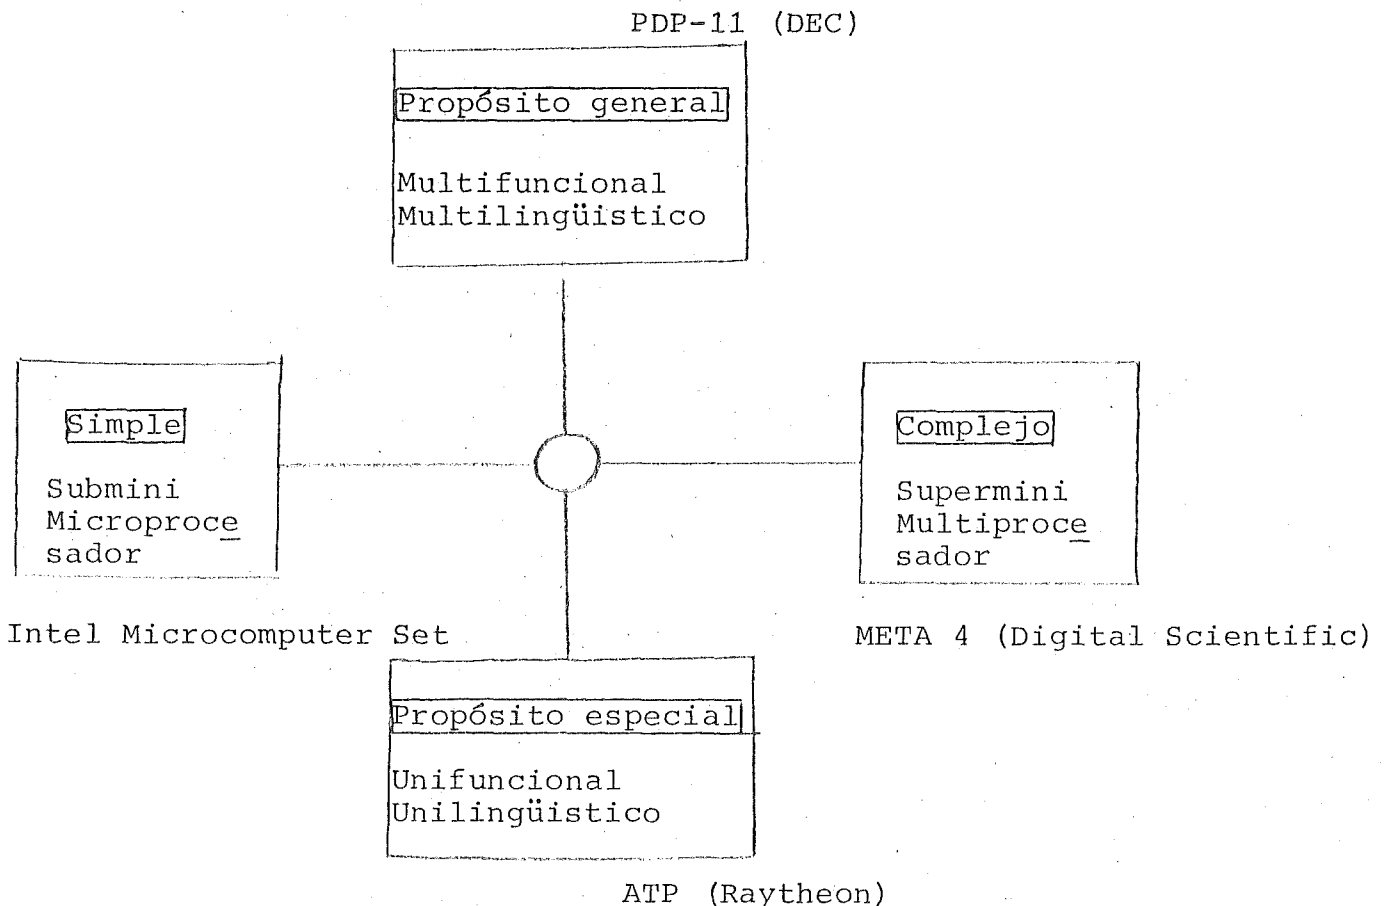 PDP-11 (DEC)
Propósito general
Multifuncional
Multilingüistico
Simple
Submini
Microproce
sador
Intel Microcomputer Set
Complejo
Supermini
Multiproce
sador
META 4 (Digital Scientific)
Propósito especial
Unifuncional
Unilingüistico
ATP (Raytheon)